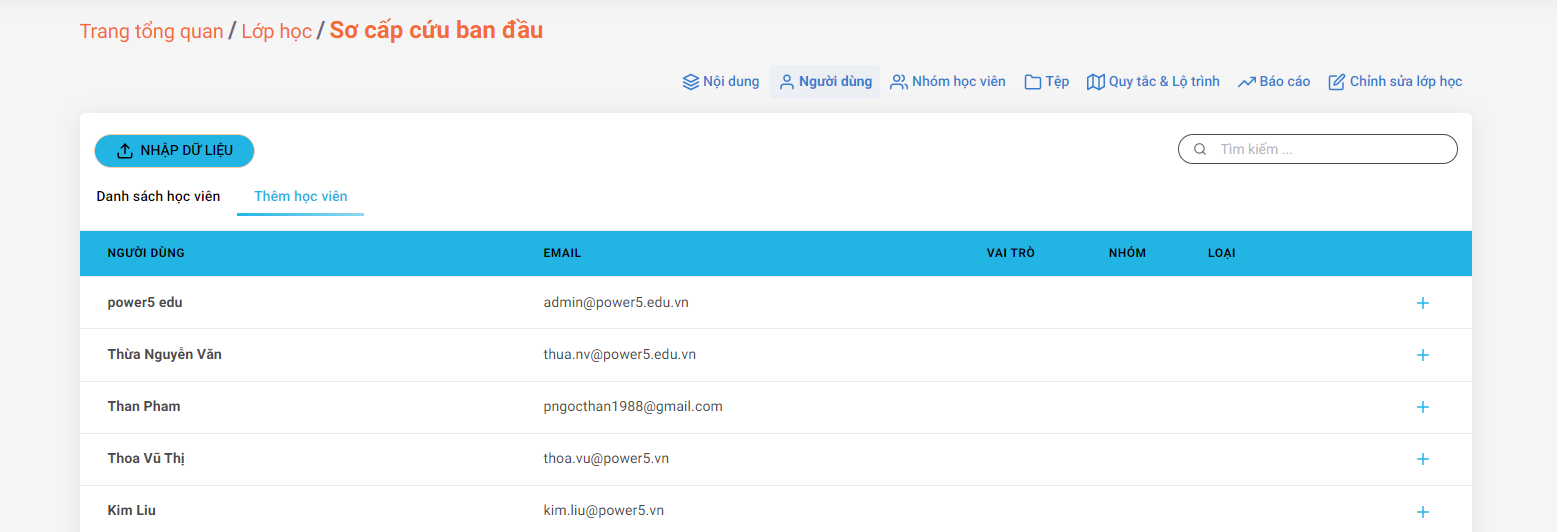 Trang tổng quan / Lớp học / Sơ cấp cứu ban đầu
Nội dung Người dùng Nhóm học viên Tệp Quy tắc & Lộ trình Báo cáo Chỉnh sửa lớp học
NHẬP DỮ LIỆU Tìm kiếm ...
Danh sách học viên Thêm học viên
NGƯỜI DÙNG EMAIL VAI TRÒ NHÓM LOẠI
power5 edu admin@power5.edu.vn +
Thừa Nguyễn Văn thua.nv@power5.edu.vn +
Than Pham pngocthan1988@gmail.com +
Thoa Vũ Thị thoa.vu@power5.vn +
Kim Liu kim.liu@power5.vn +